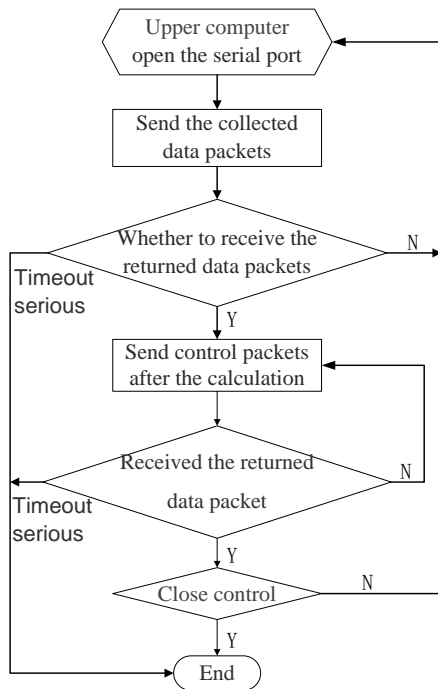 Upper computer
open the serial port
Send the collected
data packets
Whether to receive the
returned data packets
N
Timeout
serious
Y
Send control packets
after the calculation
Received the returned
data packet
N
Timeout
serious
Y
Close control
N
Y
End